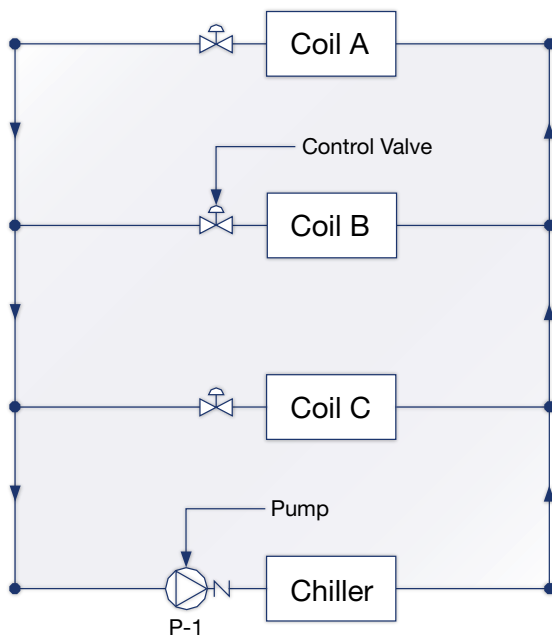 Coil A
Control Valve
Coil B
Coil C
Pump
Chiller
P-1